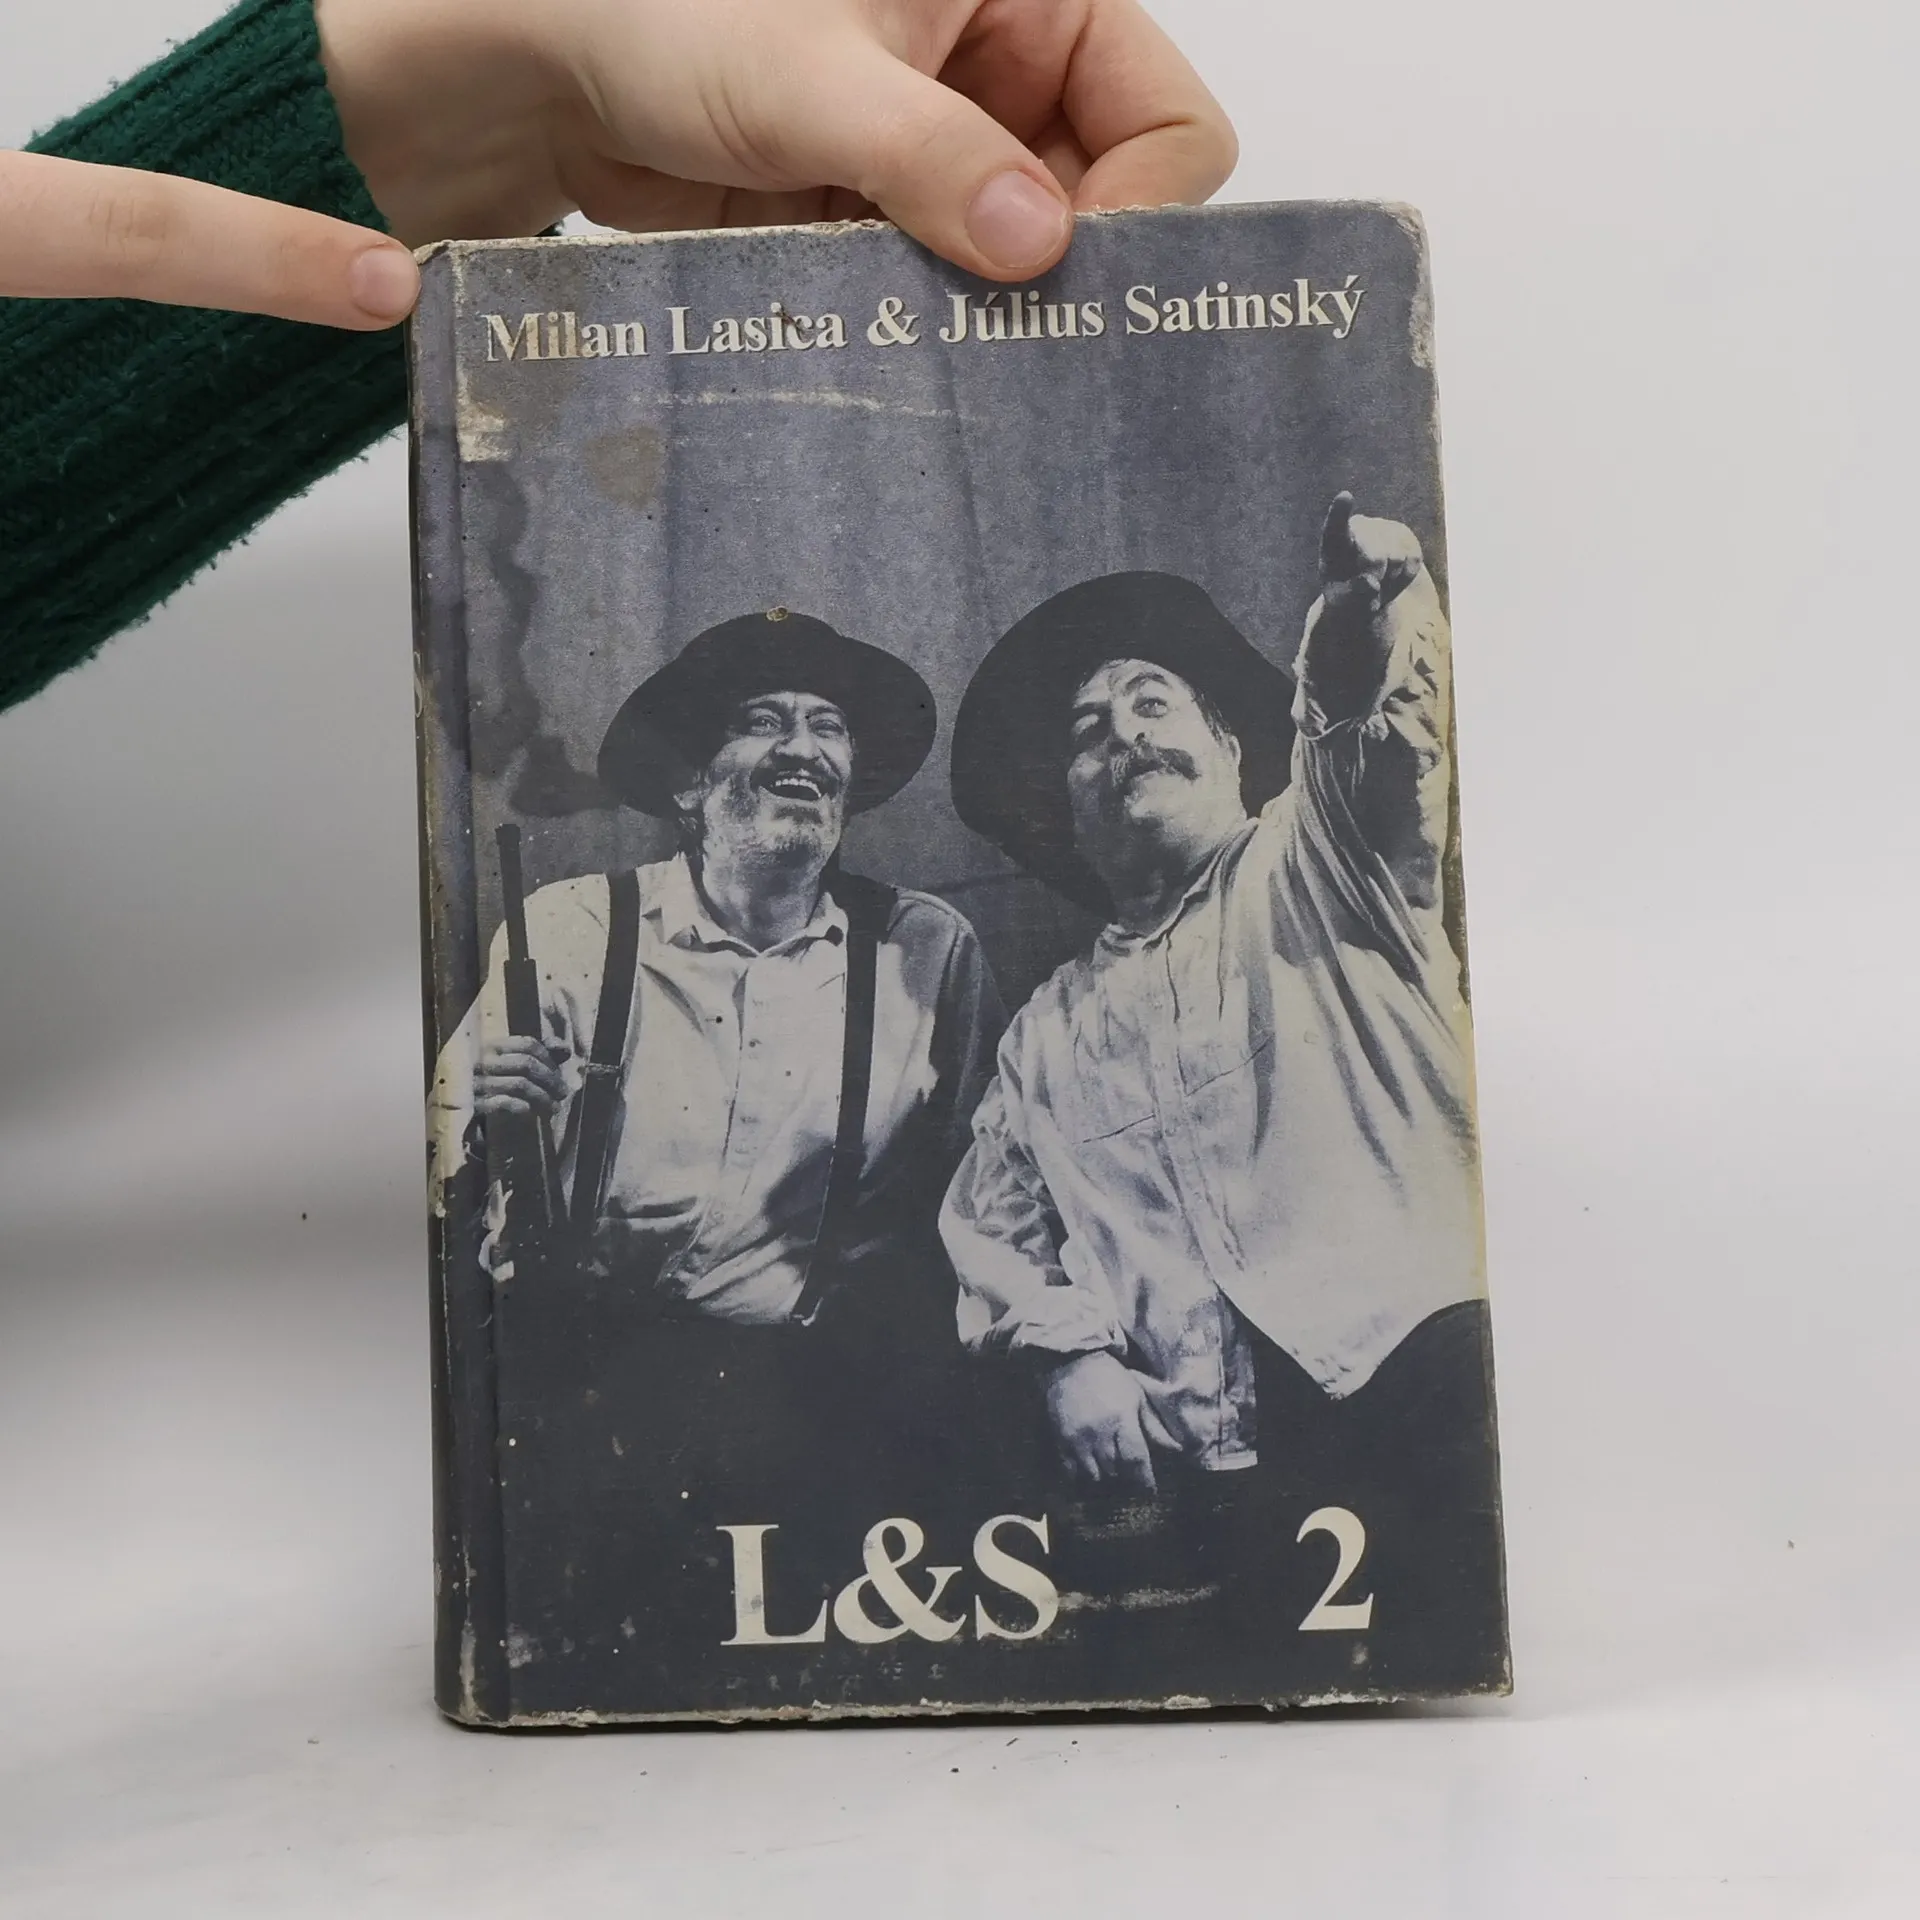 Milan Lasica & Július Satinský
L&S 2